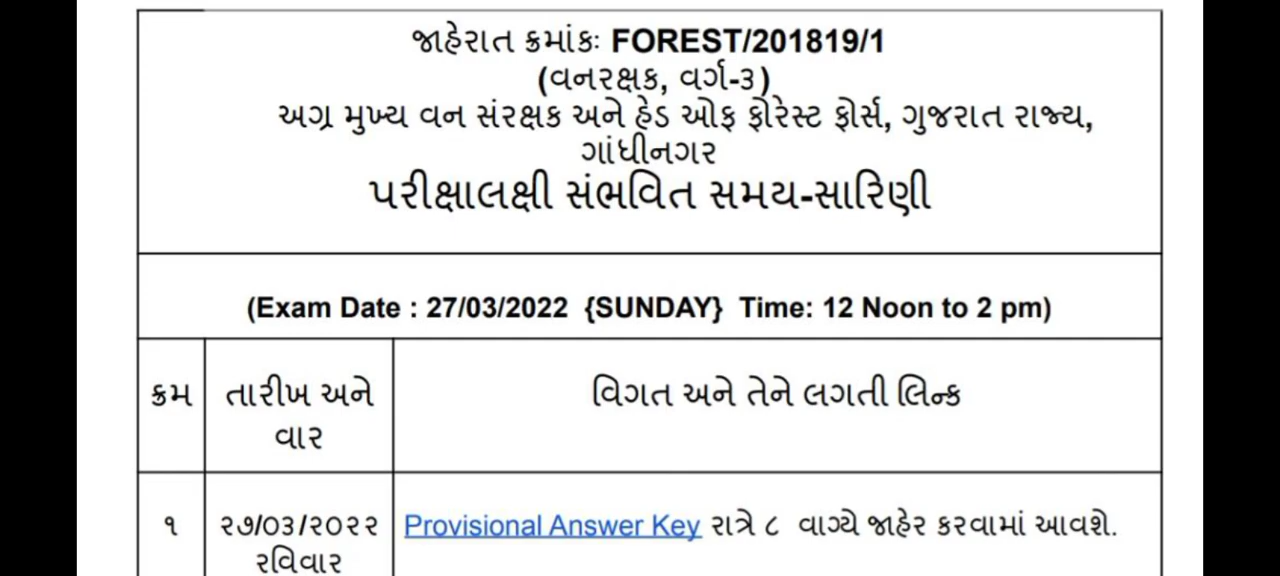 જાહેરાત ક્રમાંકઃ FOREST/201819/1
(વનરક્ષક, વર્ગ-૩)
અગ્ર મુખ્ય વન સંરક્ષક અને હેડ ઓફ ફોરેસ્ટ ફોર્સ, ગુજરાત રાજ્ય,
ગાંધીનગર
પરીક્ષાલક્ષી સંભવિત સમય-સારિણી
(Exam Date : 27/03/2022 {SUNDAY} Time: 12 Noon to 2 pm)
ક્રમ
તારીખ અને
વાર
વિગત અને તેને લગતી લિન્ક
૧
૨૭/૦૩/૨૦૨૨
રવિવાર
Provisional Answer Key રાત્રે ૮ વાગ્યે જાહેર કરવામાં આવશે.